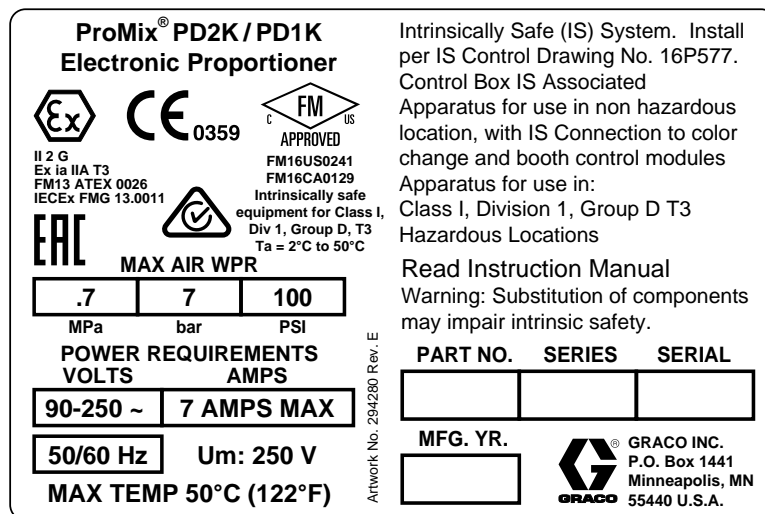 ProMix® PD2K / PD1K
Electronic Proportioner
Ex
CE 0359
FM
C US
APPROVED
II 2 G
Ex ia IIA T3
FM13 ATEX 0026
IECEx FMG 13.0011
FM16US0241
FM16CA0129
Intrinsically safe
equipment for Class I,
Div 1, Group D, T3
Ta = 2°C to 50°C
EAC
MAX AIR WPR
.7 7 100
MPa bar PSI
POWER REQUIREMENTS
VOLTS AMPS
90-250 ~ 7 AMPS MAX
50/60 Hz Um: 250 V
MAX TEMP 50°C (122°F)
Artwork No. 294280 Rev. E
Intrinsically Safe (IS) System. Install
per IS Control Drawing No. 16P577.
Control Box IS Associated
Apparatus for use in non hazardous
location, with IS Connection to color
change and booth control modules
Apparatus for use in:
Class I, Division 1, Group D T3
Hazardous Locations
Read Instruction Manual
Warning: Substitution of components
may impair intrinsic safety.
PART NO. SERIES SERIAL
MFG. YR.
G ®
GRACO
GRACO INC.
P.O. Box 1441
Minneapolis, MN
55440 U.S.A.